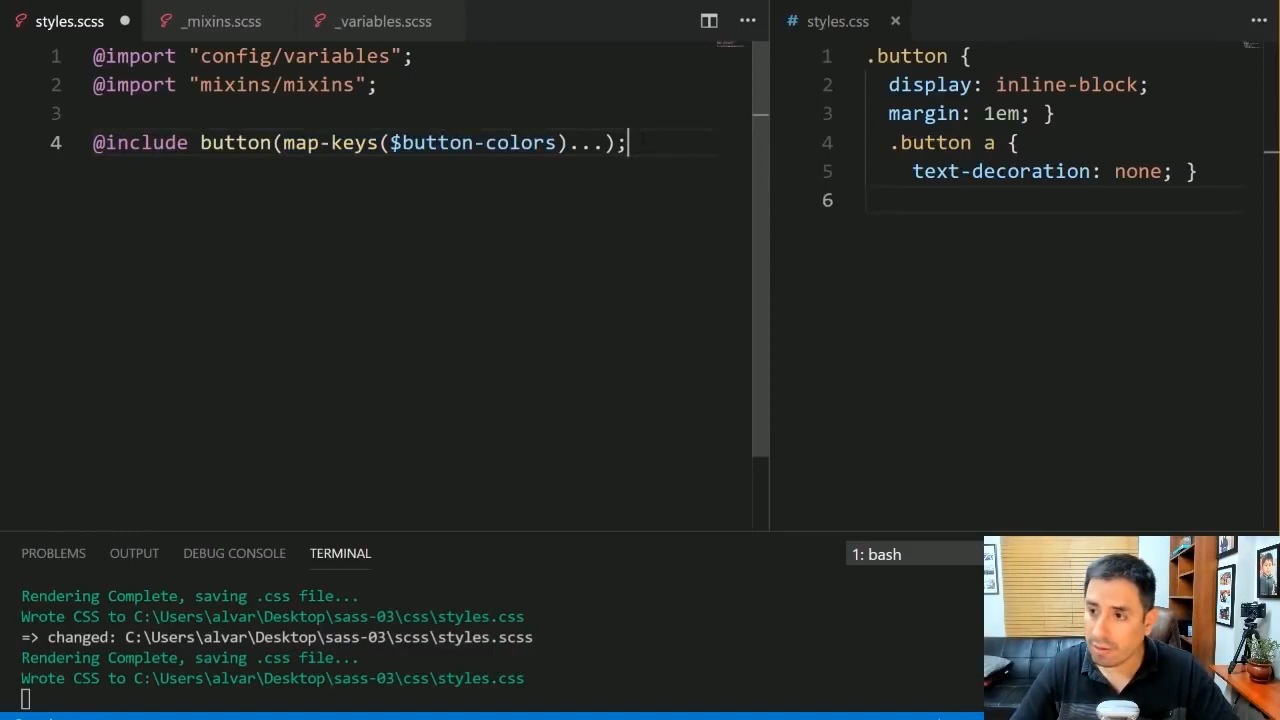 styles.scss
_mixins.scss
_variables.scss
1 @import "config/variables";
2 @import "mixins/mixins";
3
4 @include button(map-keys($button-colors)...);
# styles.css
1 .button {
2 display: inline-block;
3 margin: 1em; }
4 .button a {
5 text-decoration: none; }
6
PROBLEMS OUTPUT DEBUG CONSOLE TERMINAL
1: bash
Rendering Complete, saving .css file...
Wrote CSS to C:\Users\alvar\Desktop\sass-03\css\styles.css
=> changed: C:\Users\alvar\Desktop\sass-03\scss\styles.scss
Rendering Complete, saving .css file...
Wrote CSS to C:\Users\alvar\Desktop\sass-03\css\styles.css